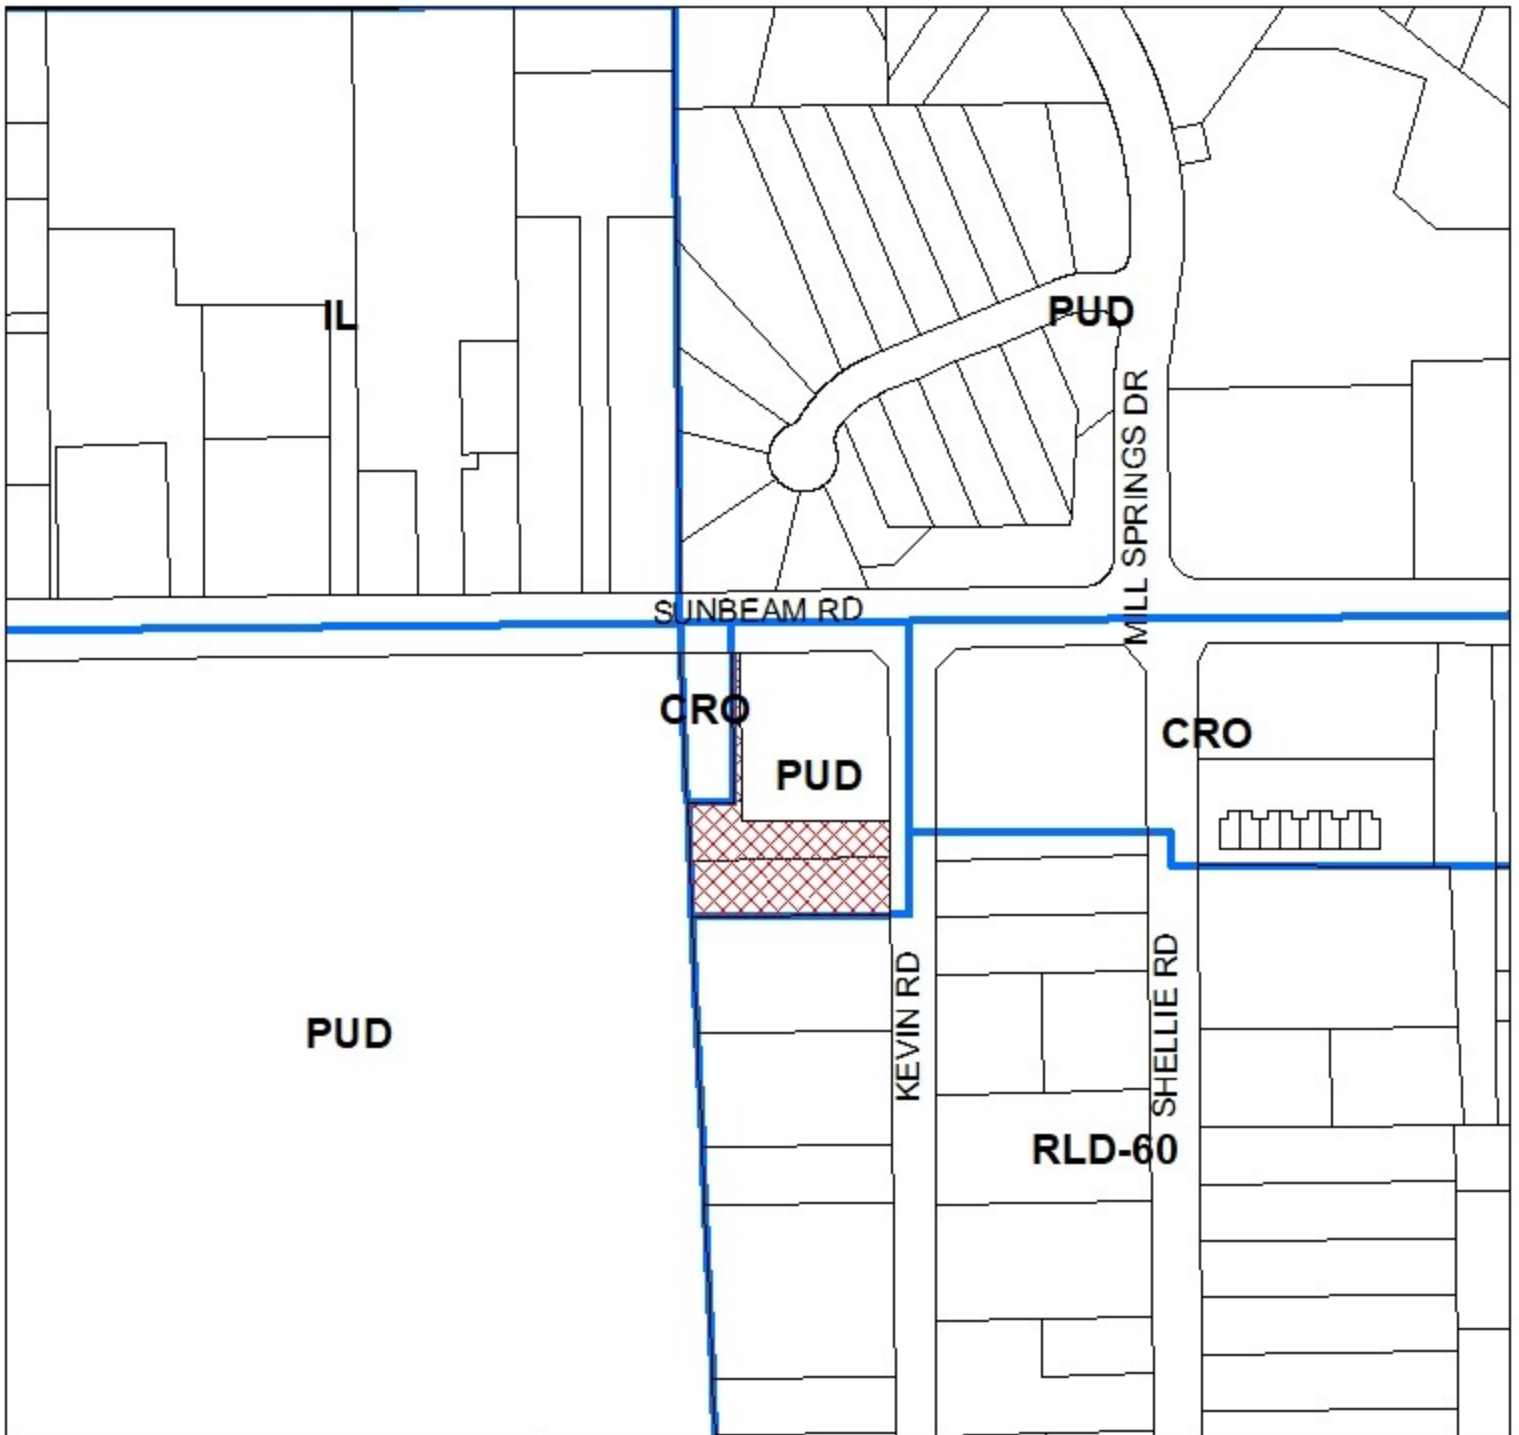 IL
PUD
MILL SPRINGS DR
SUNBEAM RD
CRO
CRO
PUD
PUD
KEVIN RD
SHELLIE RD
RLD-60